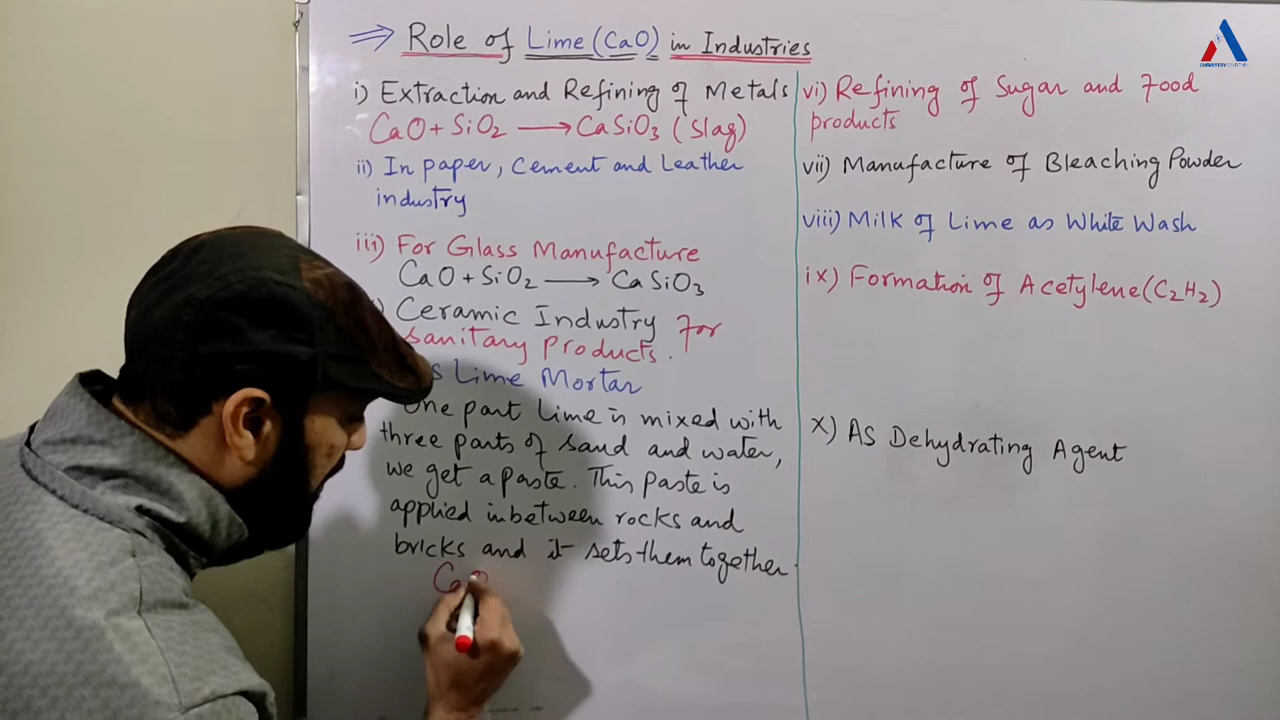 ⇒ Role of Lime (CaO) in Industries
i) Extraction and Refining of Metals
CaO + SiO₂ ⟶ CaSiO₃ (Slag)
ii) In paper, Cement and Leather
industry
iii) For Glass Manufacture
CaO + SiO₂ ⟶ CaSiO₃
) Ceramic Industry for
sanitary products.
s Lime Mortar
One part Lime is mixed with
three parts of sand and water,
we get a paste. This paste is
applied inbetween rocks and
bricks and it sets them together.
CaO
vi) Refining of Sugar and Food
products
vii) Manufacture of Bleaching Powder
viii) Milk of Lime as White Wash
ix) Formation of Acetylene (C₂H₂)
x) As Dehydrating Agent